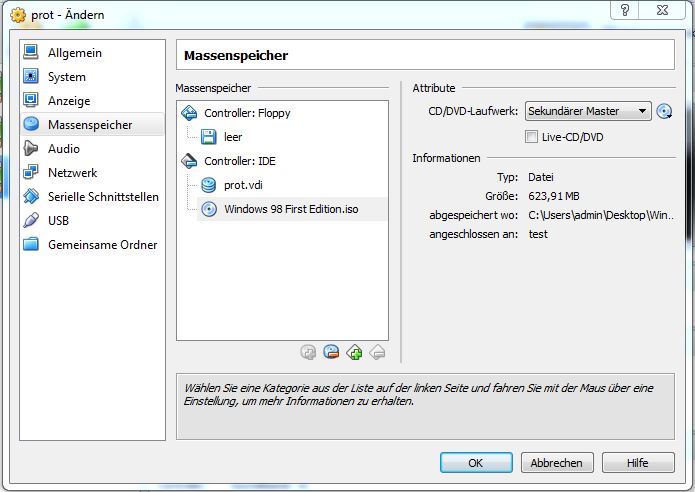 prot - Ändern
Allgemein
System
Anzeige
Massenspeicher
Audio
Netzwerk
Serielle Schnittstellen
USB
Gemeinsame Ordner
Massenspeicher
Massenspeicher
Controller: Floppy
leer
Controller: IDE
prot.vdi
Windows 98 First Edition.iso
Attribute
CD/DVD-Laufwerk: Sekundärer Master
Live-CD/DVD
Informationen
Typ: Datei
Größe: 623,91 MB
abgespeichert wo: C:\Users\admin\Desktop\Win...
angeschlossen an: test
Wählen Sie eine Kategorie aus der Liste auf der linken Seite und fahren Sie mit der Maus über eine
Einstellung, um mehr Informationen zu erhalten.
OK Abbrechen Hilfe